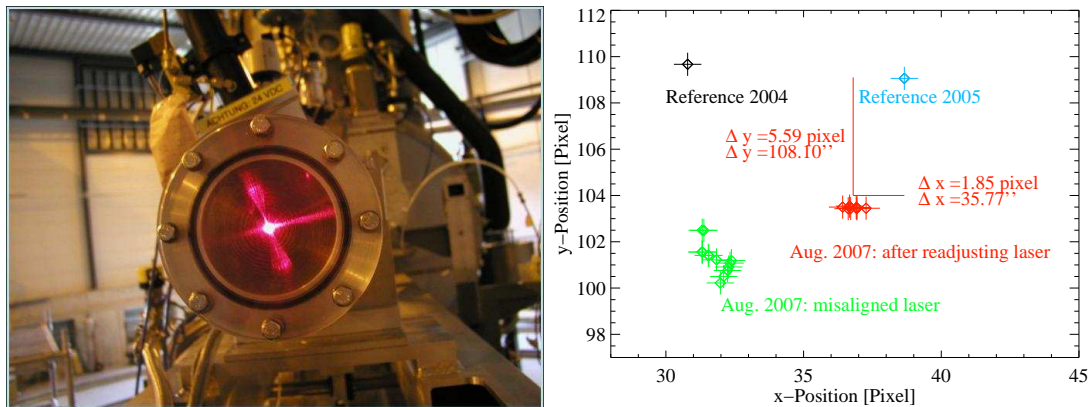 ACHTUNG: 24 VDC
112
110
108
106
104
102
100
98
30
35
40
45
y−Position [Pixel]
x−Position [Pixel]
Reference 2004
Reference 2005
Δ y =5.59 pixel
Δ y =108.10’’
Δ x =1.85 pixel
Δ x =35.77’’
Aug. 2007: after readjusting laser
Aug. 2007: misaligned laser